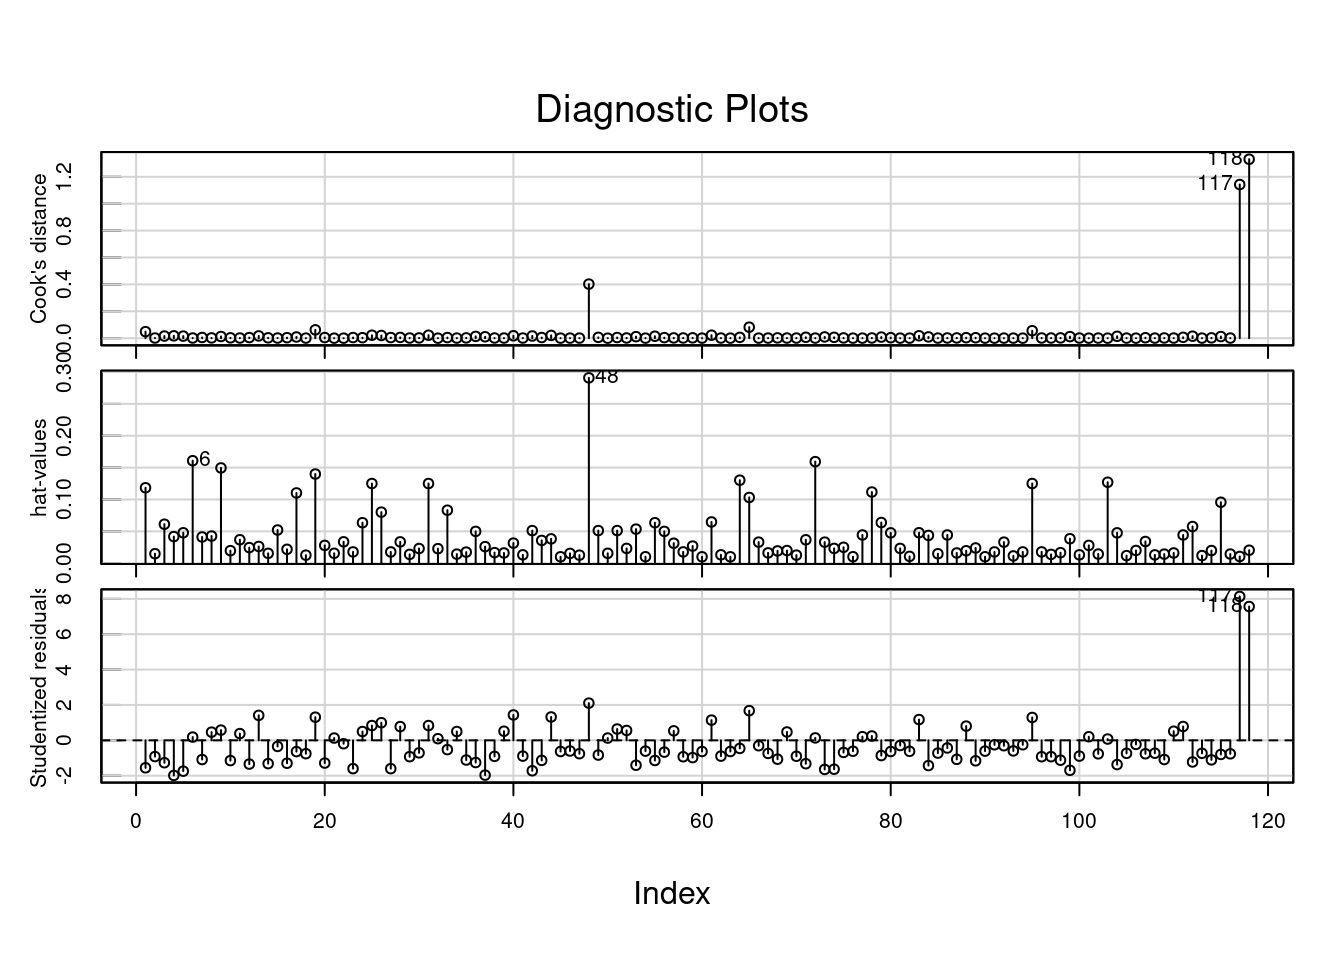 Diagnostic Plots
Cook's distance
0.0 0.4 0.8 1.2
118
117
hat-values
0.00 0.10 0.20 0.30
6
48
Studentized residuals
-2 0 2 4 6 8
117
118
0 20 40 60 80 100 120
Index